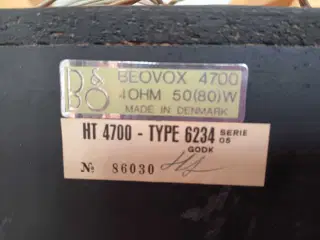 B&O
BEOVOX 4700
4OHM 50(80)W
MADE IN DENMARK
HT 4700 - TYPE 6234 SERIE 05
GODK
№ 86030